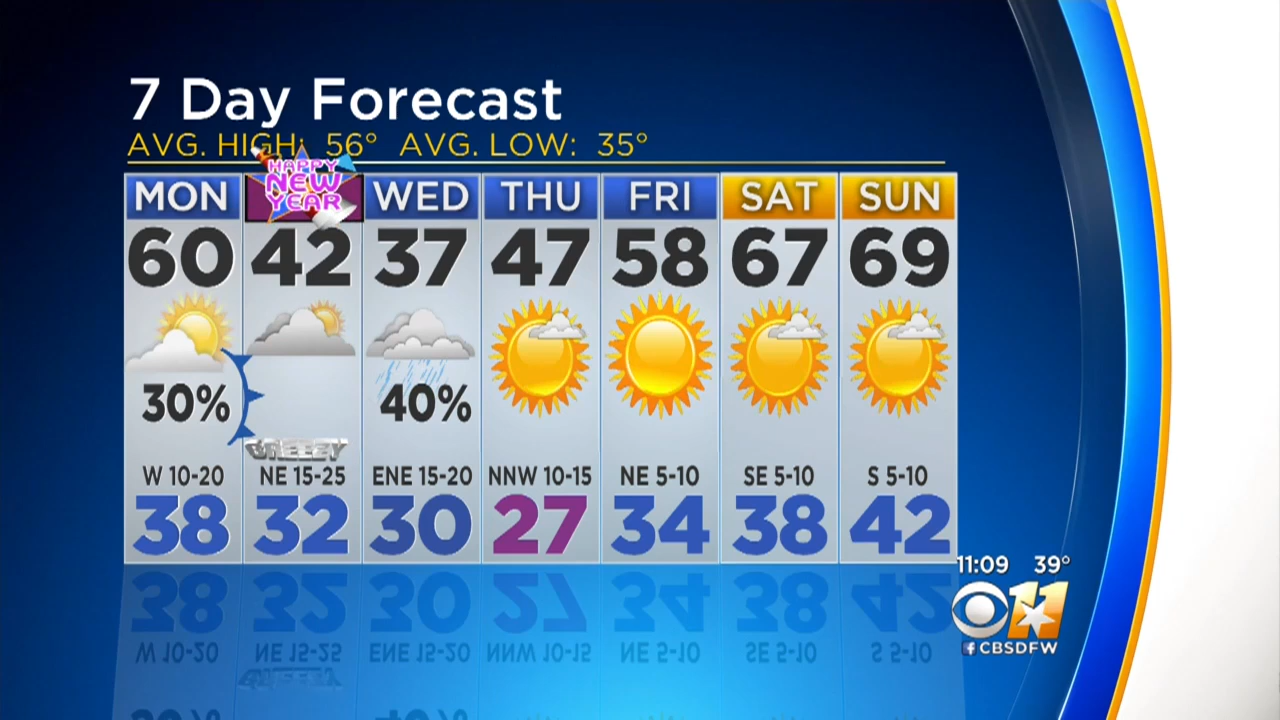 7 Day Forecast
AVG. HIGH: 56° AVG. LOW: 35°
MON HAPPY NEW YEAR WED THU FRI SAT SUN
60 42 37 47 58 67 69
30% 40%
BREEZY
W 10-20 NE 15-25 ENE 15-20 NNW 10-15 NE 5-10 SE 5-10 S 5-10
38 32 30 27 34 38 42
11:09 39°
11
f CBSDFW